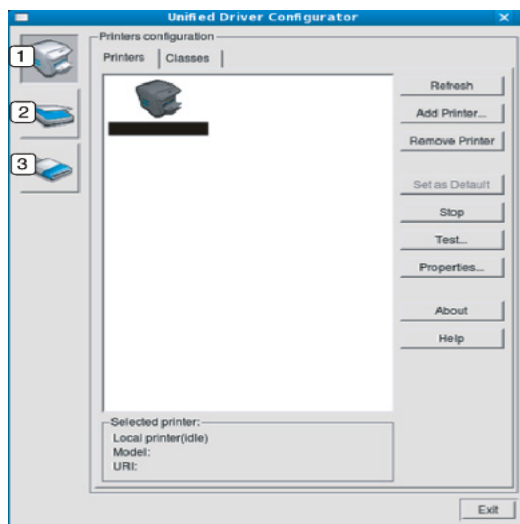 Unified Driver Configurator
Printers configuration
Printers
Classes
1
2
3
Refresh
Add Printer...
Remove Printer
Set as Default
Stop
Test...
Properties...
About
Help
Selected printer:
Local printer(idle)
Model:
URI:
Exit